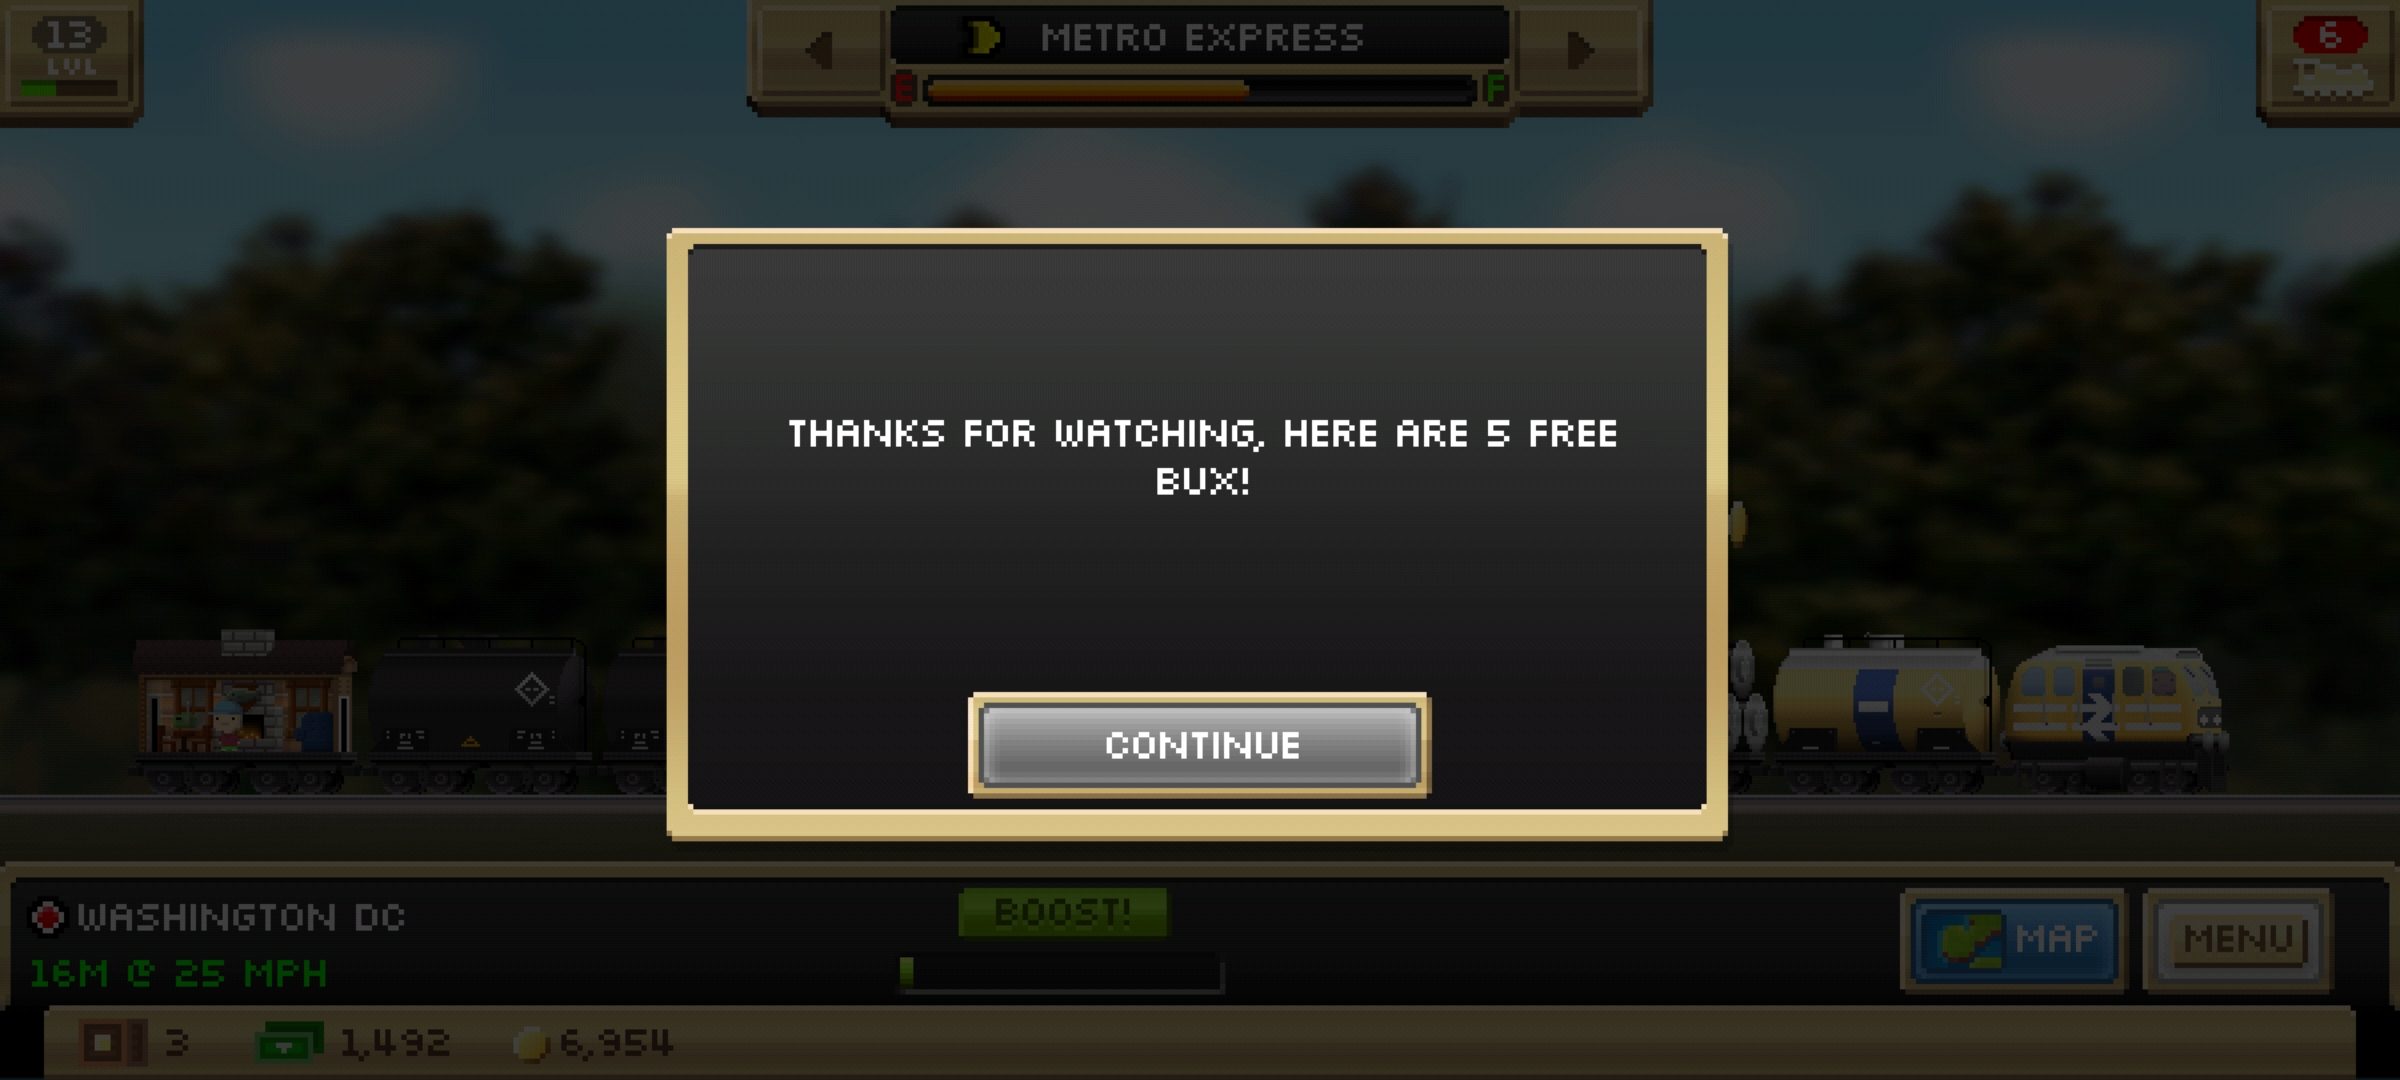 13
LVL
METRO EXPRESS
E
F
6
THANKS FOR WATCHING, HERE ARE 5 FREE
BUX!
CONTINUE
WASHINGTON DC
16M @ 25 MPH
BOOST!
MAP
MENU
3
1,492
6,954